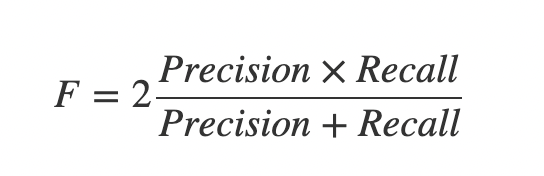 F = 2 Precision × Recall
Precision + Recall